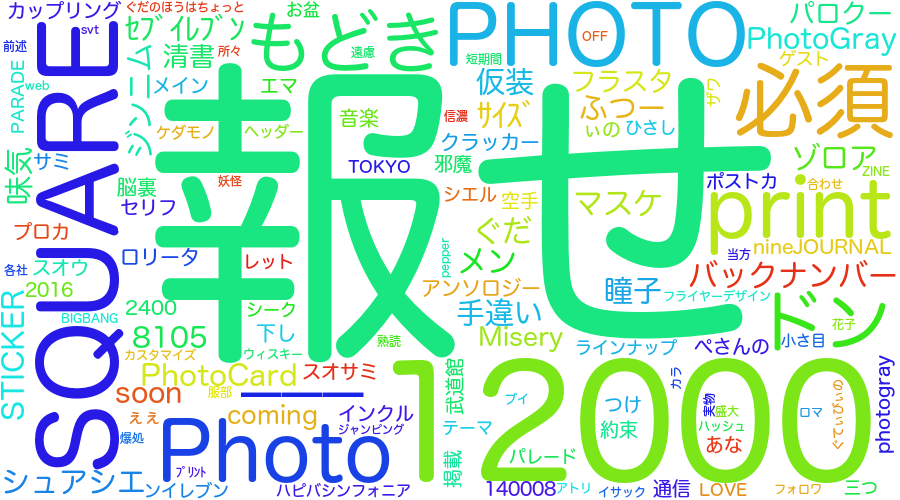 カップリング
ぐだのほうはちょっと
お盆
もどき
PHOTO
OFF
パロクー
PhotoGray
前述
svt
ｾﾌﾞﾝｲﾚﾌﾞﾝ
清書
所々
遠慮
短期間
仮装
フラスタ
ゲスト
必須
PARADE
web
ジンニム
メイン
エマ
ケダモノ
ヘッダー
音楽
信濃
ｻｲｽﾞ
ふつー
ザワ
SQUARE
報せ
クラッカー
ぃの
ひさし
ゾロア
ZINE
味気
サミ
脳裏
妖怪
TOKYO
邪魔
シエル
空手
マスケ
ポストカ
合わせ
セリフ
プロカ
ぐだ
print
nineJOURNAL
当方
各社
スオウ
ロリータ
レット
pepper
メン
アンソロジー
瞳子
バックナンバー
フライヤーデザイン
2016
2400
シーク
BIGBANG
STICKER
8105
下し
熟読
手違い
Misery
ドン
花子
ラインナップ
ぺさんの
小さ目
カスタマイズ
ウィスキー
PhotoCard
スオサミ
服部
soon
12000
武道館
プイ
つけ
カラ
実物
photogray
ぇぇ
coming
インクル
テーマ
約束
盛大
ハッシュ
ロマ
爆処
Photo
ジャンピング
パレード
あな
シュアシエ
ﾌﾟﾘﾝﾄ
掲載
ンイレブン
ハピバシンフォニア
140008
アトリ
イサック
通信
LOVE
フォロワ
三つ